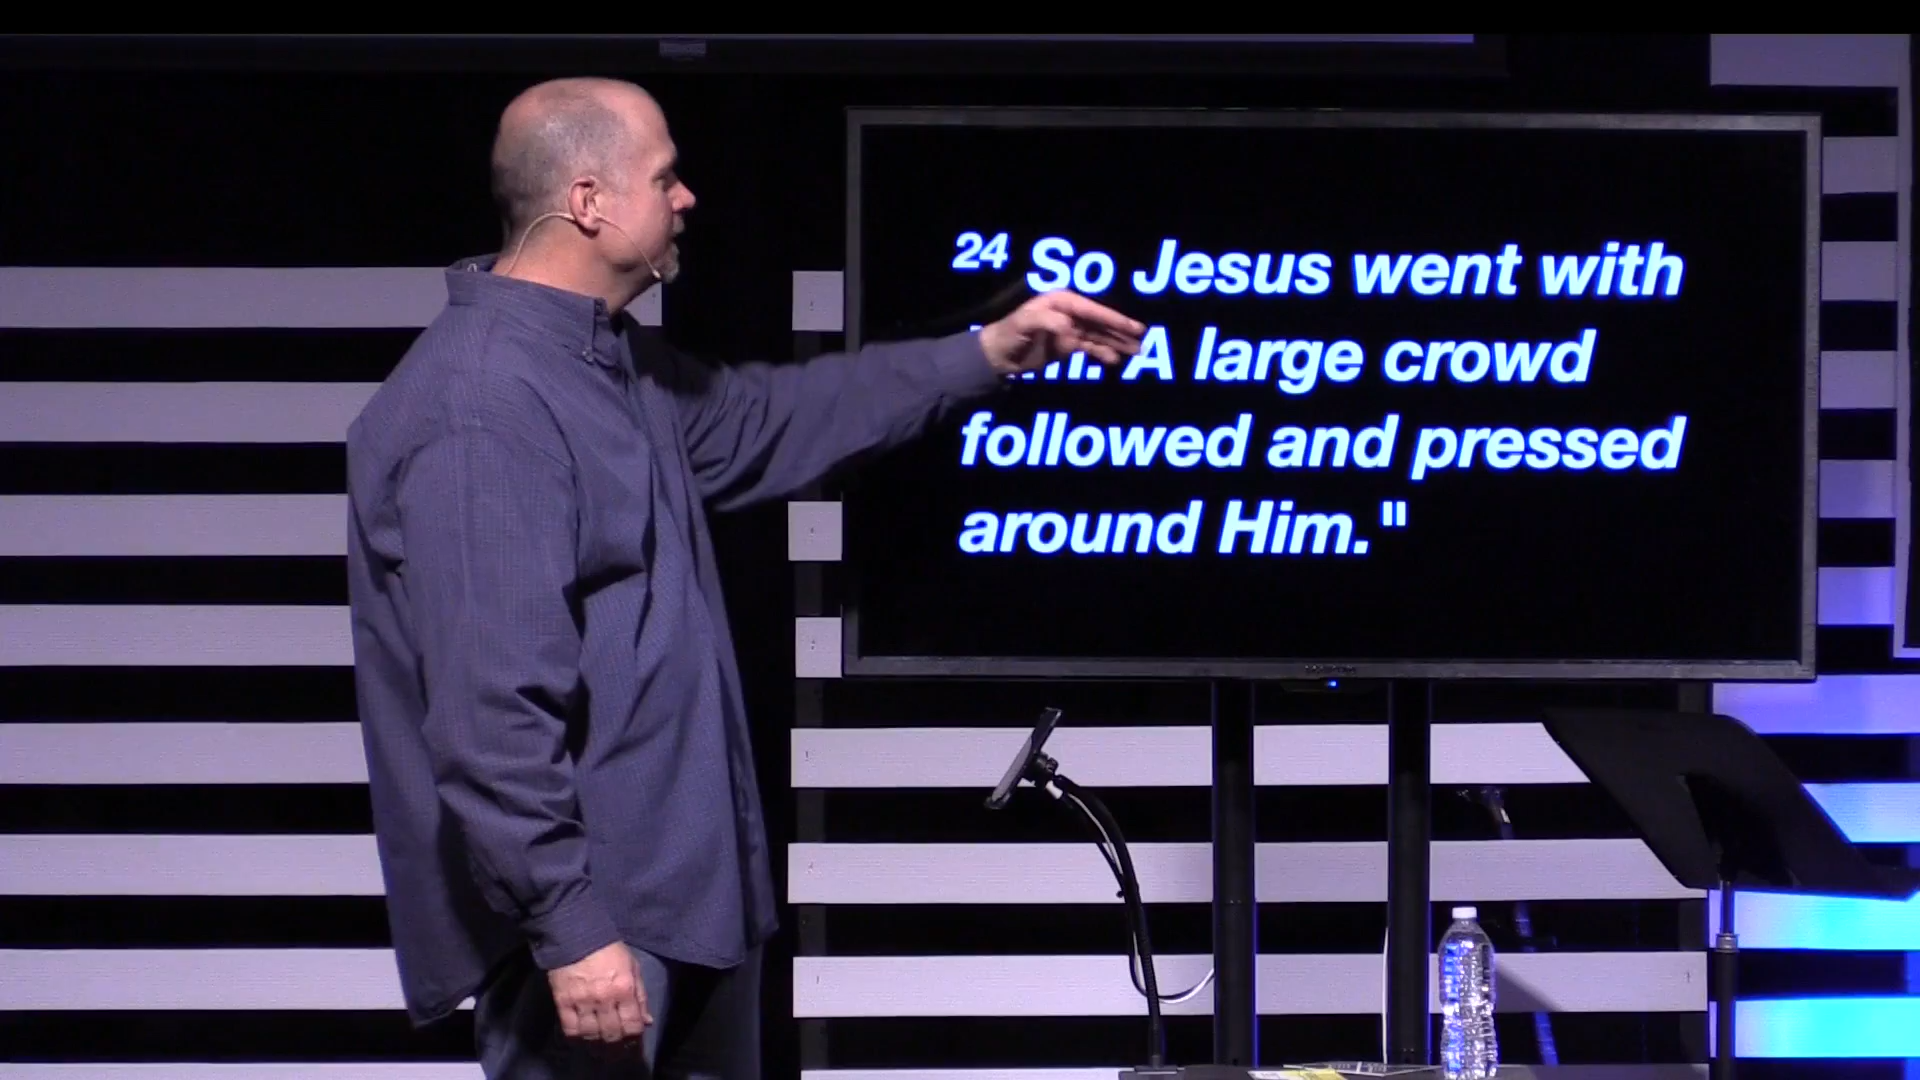 24 So Jesus went with
A large crowd
followed and pressed
around Him."